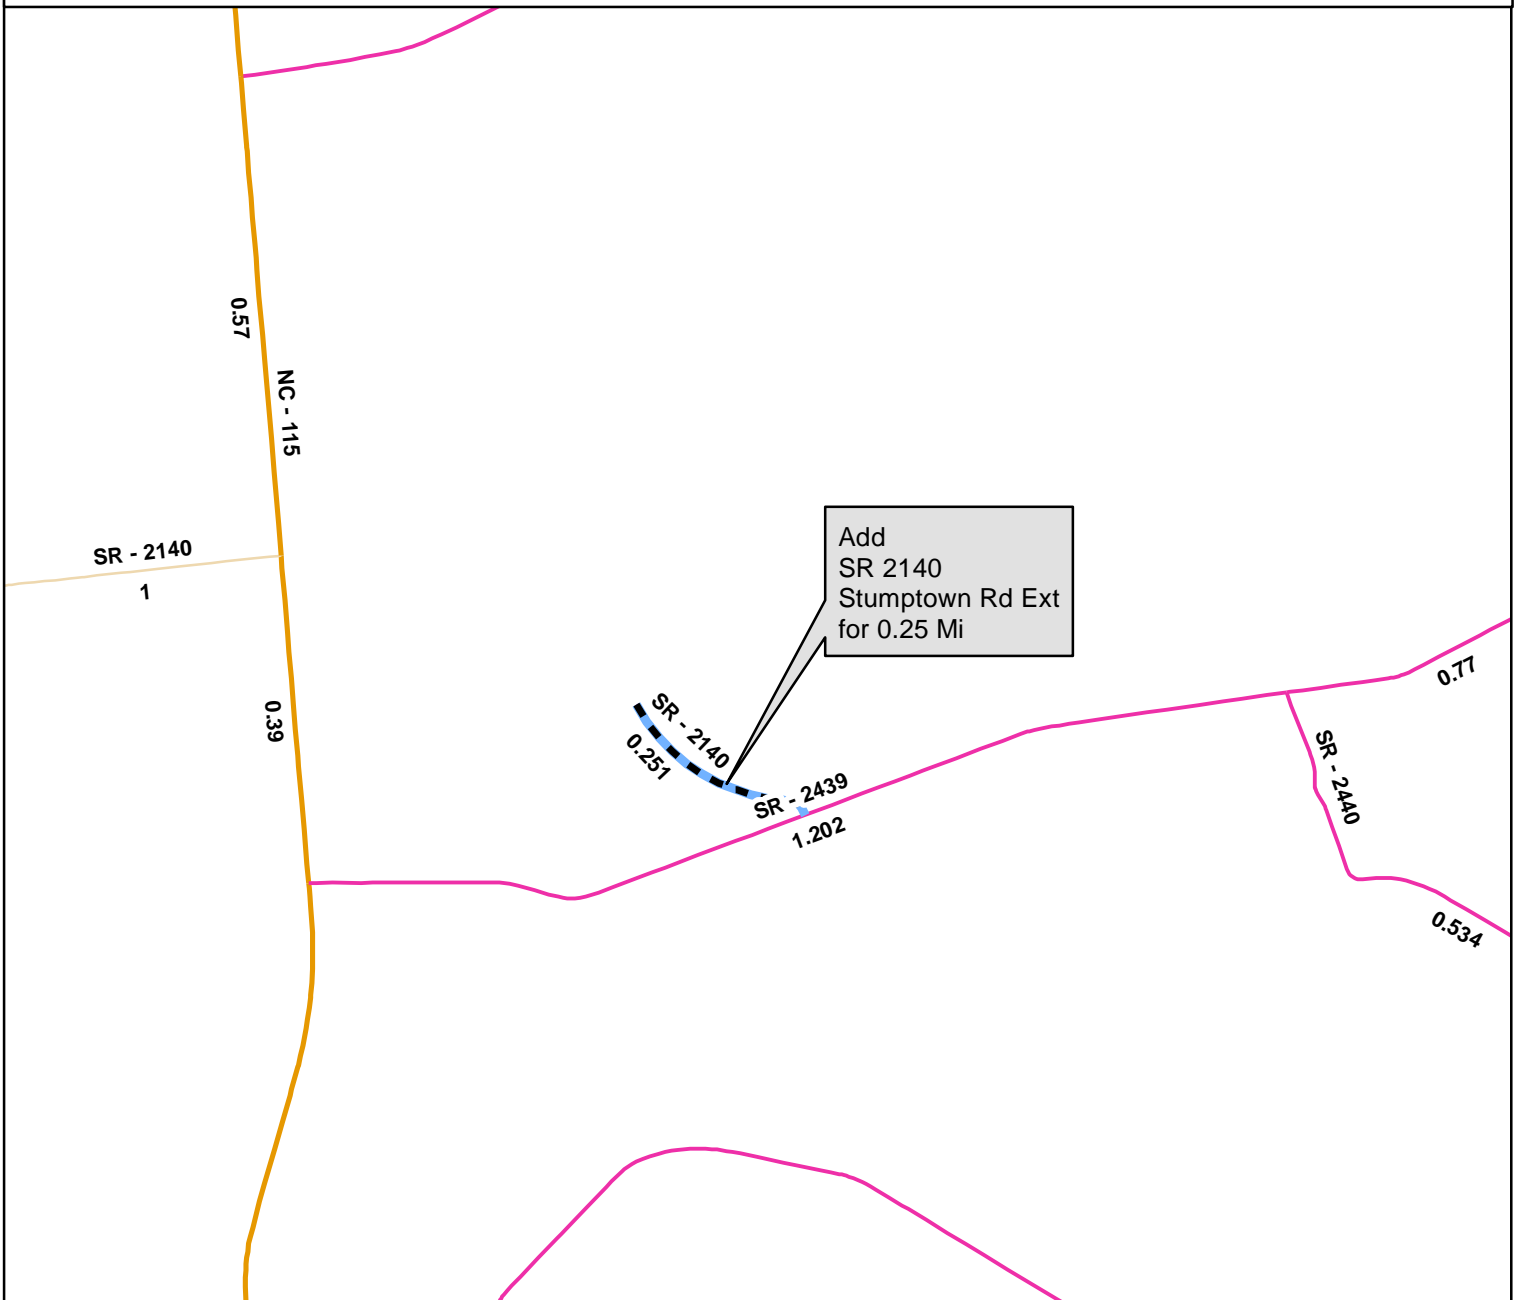 0.57
NC - 115
Add
SR 2140
Stumptown Rd Ext
for 0.25 Mi
SR - 2140
1
0.39
SR - 2140
0.251
SR - 2439
1.202
0.77
SR - 2440
0.534